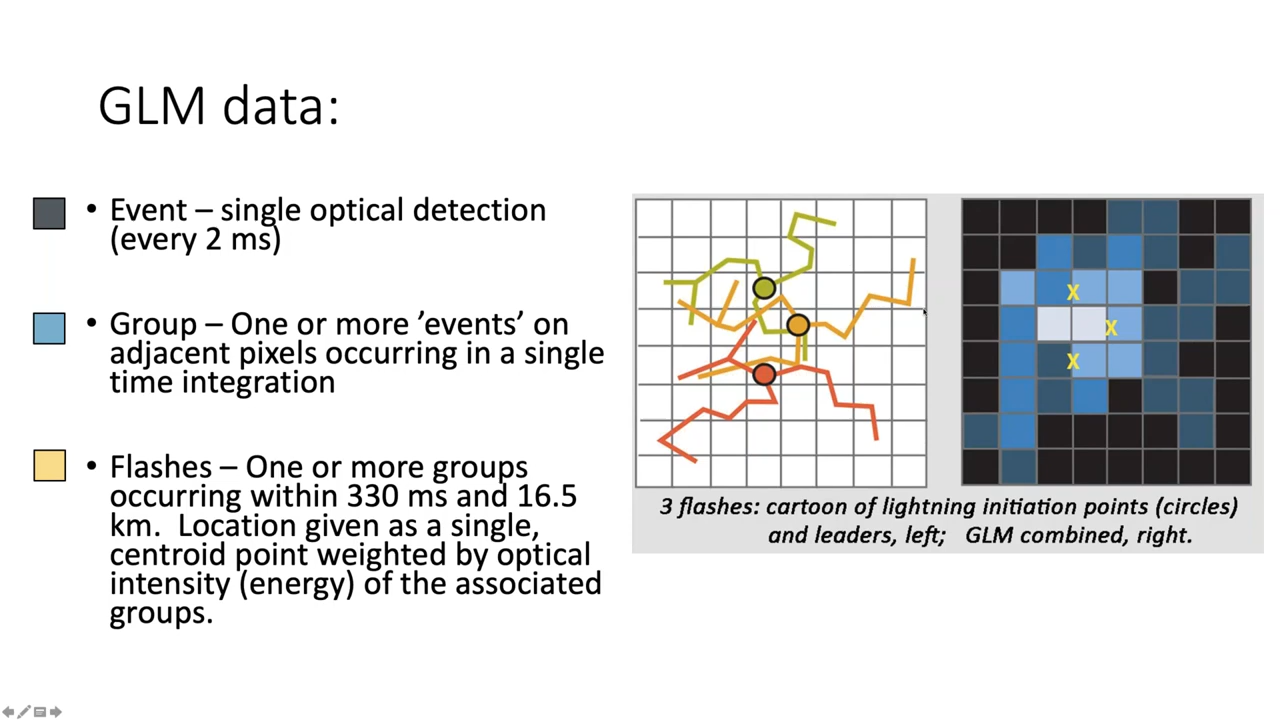 GLM data:
• Event – single optical detection
(every 2 ms)
• Group – One or more ’events’ on
adjacent pixels occurring in a single
time integration
• Flashes – One or more groups
occurring within 330 ms and 16.5
km.  Location given as a single,
centroid point weighted by optical
intensity (energy) of the associated
groups.
X
X
X
3 flashes: cartoon of lightning initiation points (circles)
and leaders, left;   GLM combined, right.